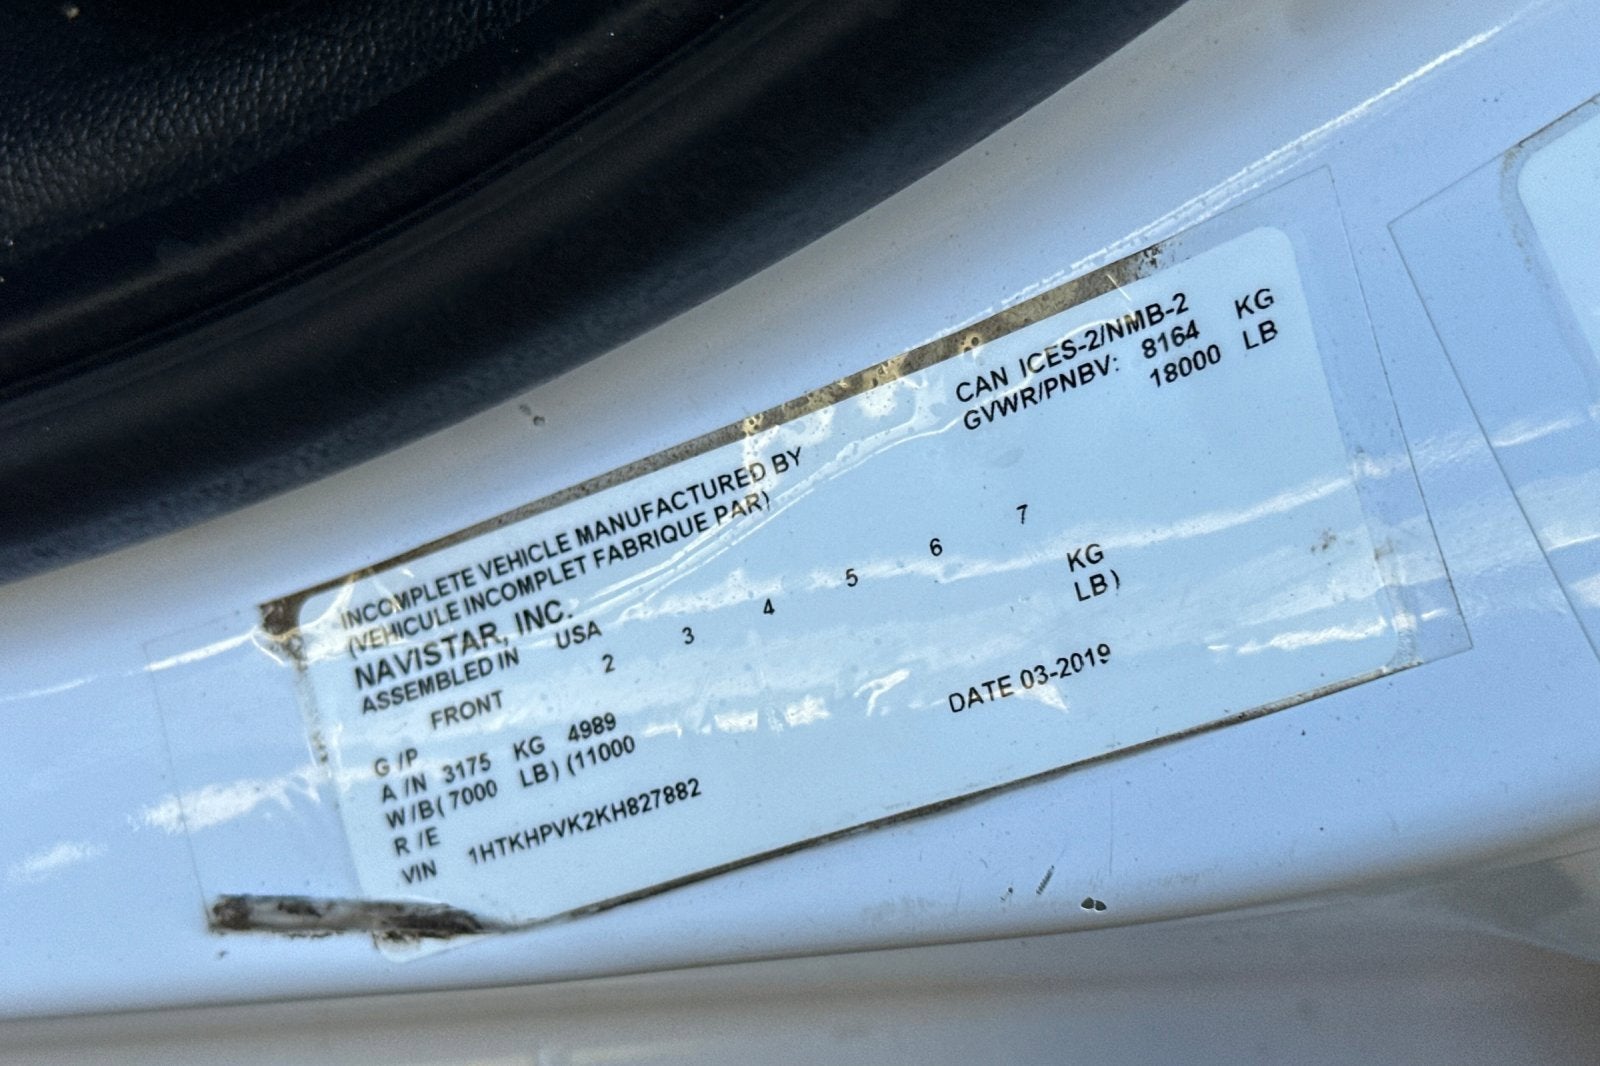 INCOMPLETE VEHICLE MANUFACTURED BY
(VEHICULE INCOMPLET FABRIQUE PAR)
NAVISTAR, INC.
ASSEMBLED IN USA
CAN ICES-2/NMB-2
GVWR/PNBV: 8164 KG
18000 LB
FRONT 2 3 4 5 6 7
G/P
A/N 3175 KG 4989 KG
W/B( 7000 LB) (11000 LB)
R/E
VIN 1HTKHPVK2KH827882
DATE 03-2019